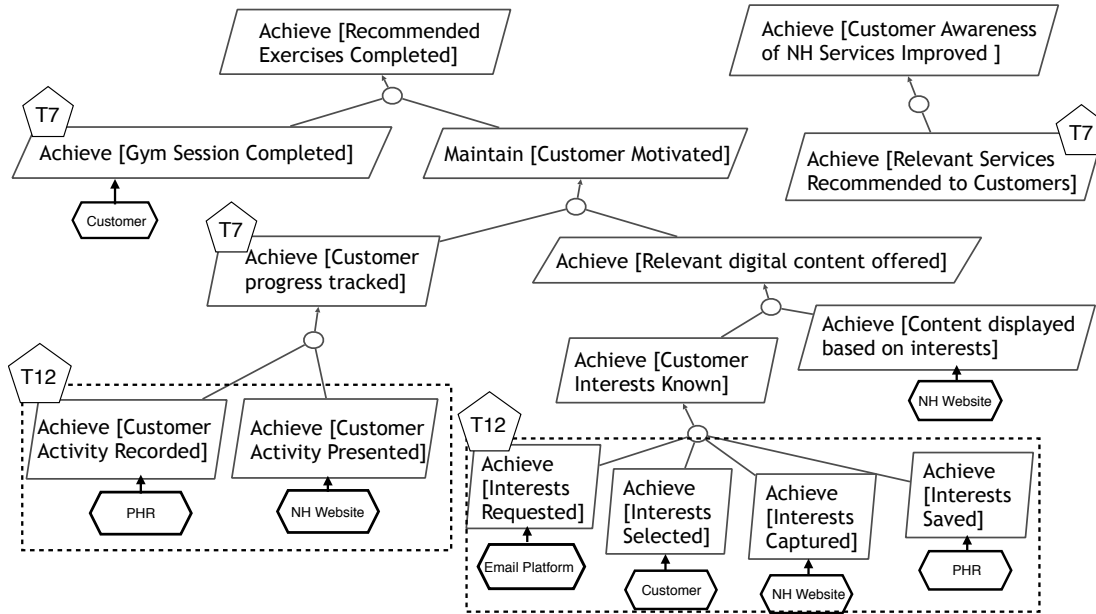 Achieve [Recommended
Exercises Completed]
Achieve [Customer Awareness
of NH Services Improved ]
T7
Achieve [Gym Session Completed]
Maintain [Customer Motivated]
T7
Achieve [Relevant Services
Recommended to Customers]
Customer
T7
Achieve [Customer
progress tracked]
Achieve [Relevant digital content offered]
Achieve [Content displayed
based on interests]
Achieve [Customer
Interests Known]
NH Website
T12
Achieve [Customer
Activity Recorded]
Achieve [Customer
Activity Presented]
PHR
NH Website
T12
Achieve
[Interests
Requested]
Achieve
[Interests
Selected]
Achieve
[Interests
Captured]
Achieve
[Interests
Saved]
Email Platform
Customer
NH Website
PHR